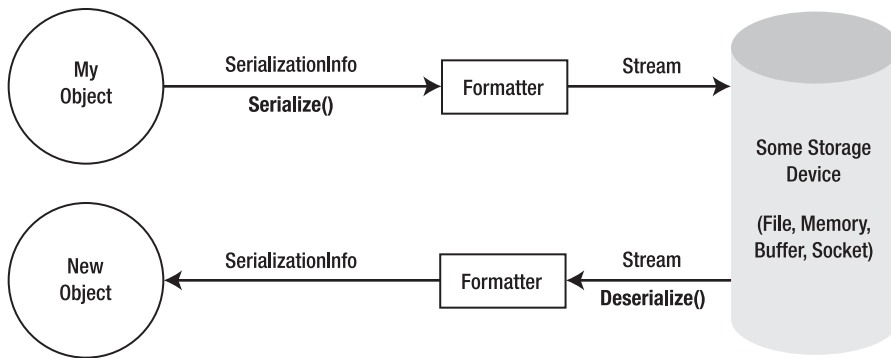 My
Object
SerializationInfo
Serialize()
Formatter
Stream
Some Storage
Device
(File, Memory,
Buffer, Socket)
New
Object
SerializationInfo
Formatter
Stream
Deserialize()